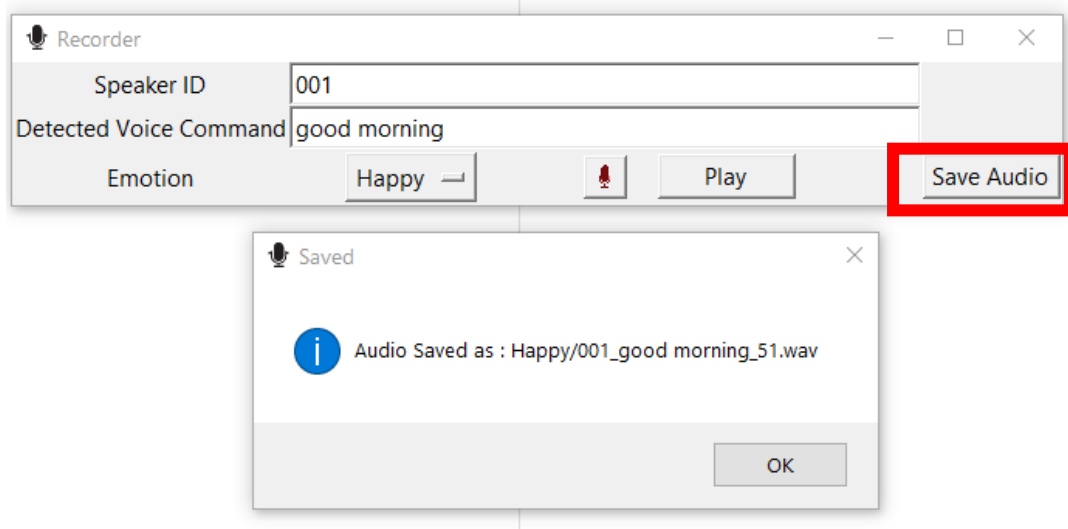 Recorder
Speaker ID 001
Detected Voice Command good morning
Emotion Happy Play Save Audio
Saved
Audio Saved as : Happy/001_good morning_51.wav
OK